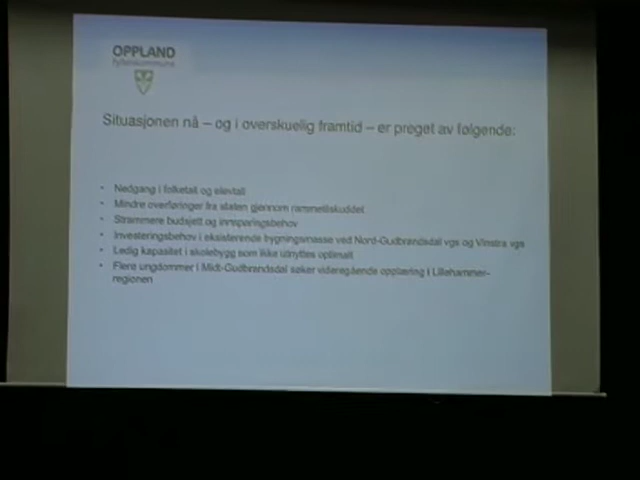 OPPLAND
fylkeskommune
Situasjonen nå – og i overskuelig framtid – er preget av følgende:
• Nedgang i folketall og elevtall
• Mindre overføringer fra staten gjennom rammetilskuddet
• Strammere budsjett og innsparingsbehov
• Investeringsbehov i eksisterende bygningsmasse ved Nord-Gudbrandsdal vgs og Vinstra vgs
• Ledig kapasitet i skolebygg som ikke utnyttes optimalt
• Flere ungdommer i Midt-Gudbrandsdal søker videregående opplæring i Lillehammer-
regionen